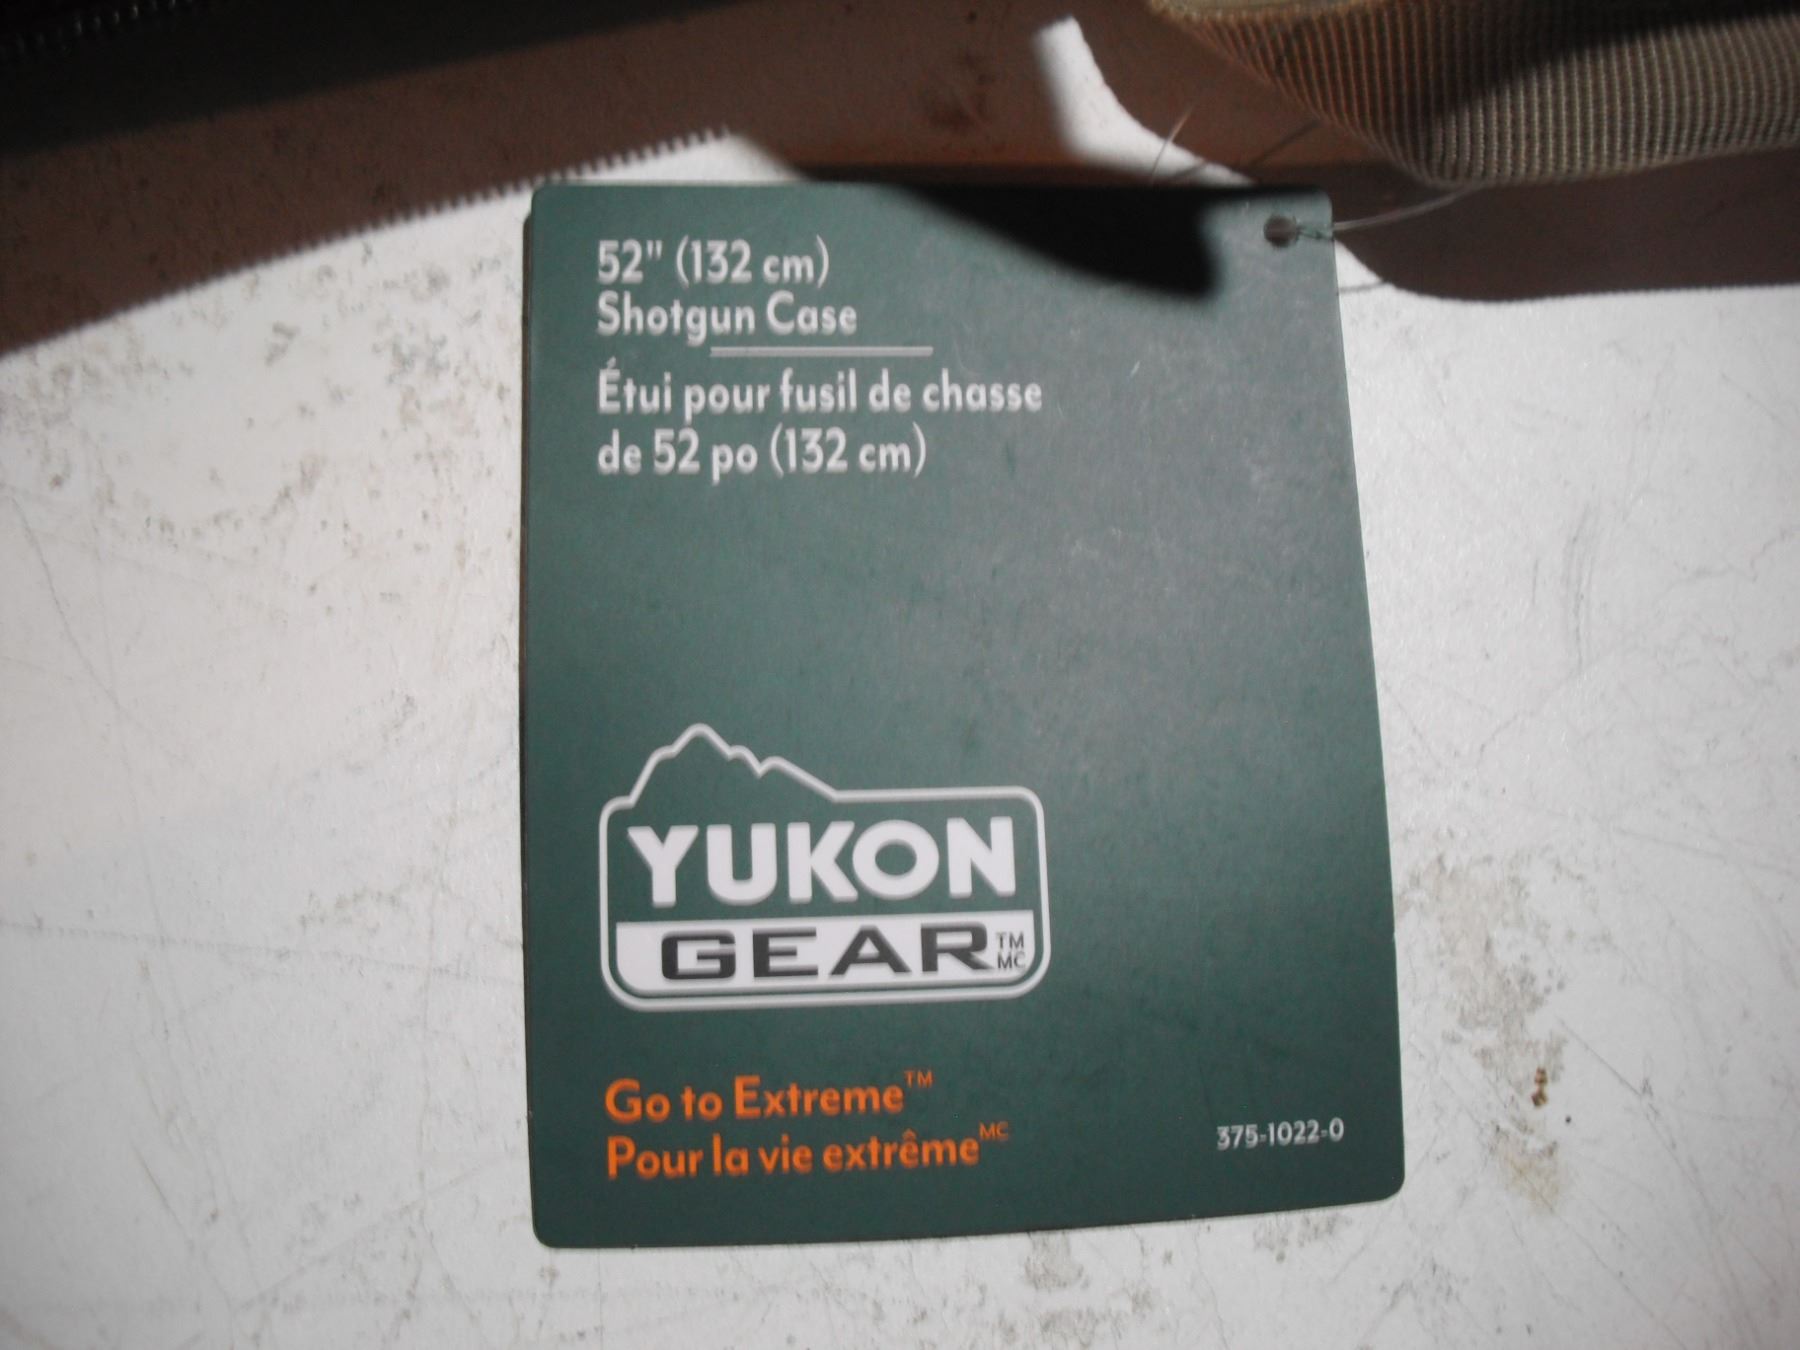 52" (132 cm)
Shotgun Case
Étui pour fusil de chasse
de 52 po (132 cm)
YUKON
GEAR TM MC
Go to Extreme™
Pour la vie extrême MC
375-1022-0